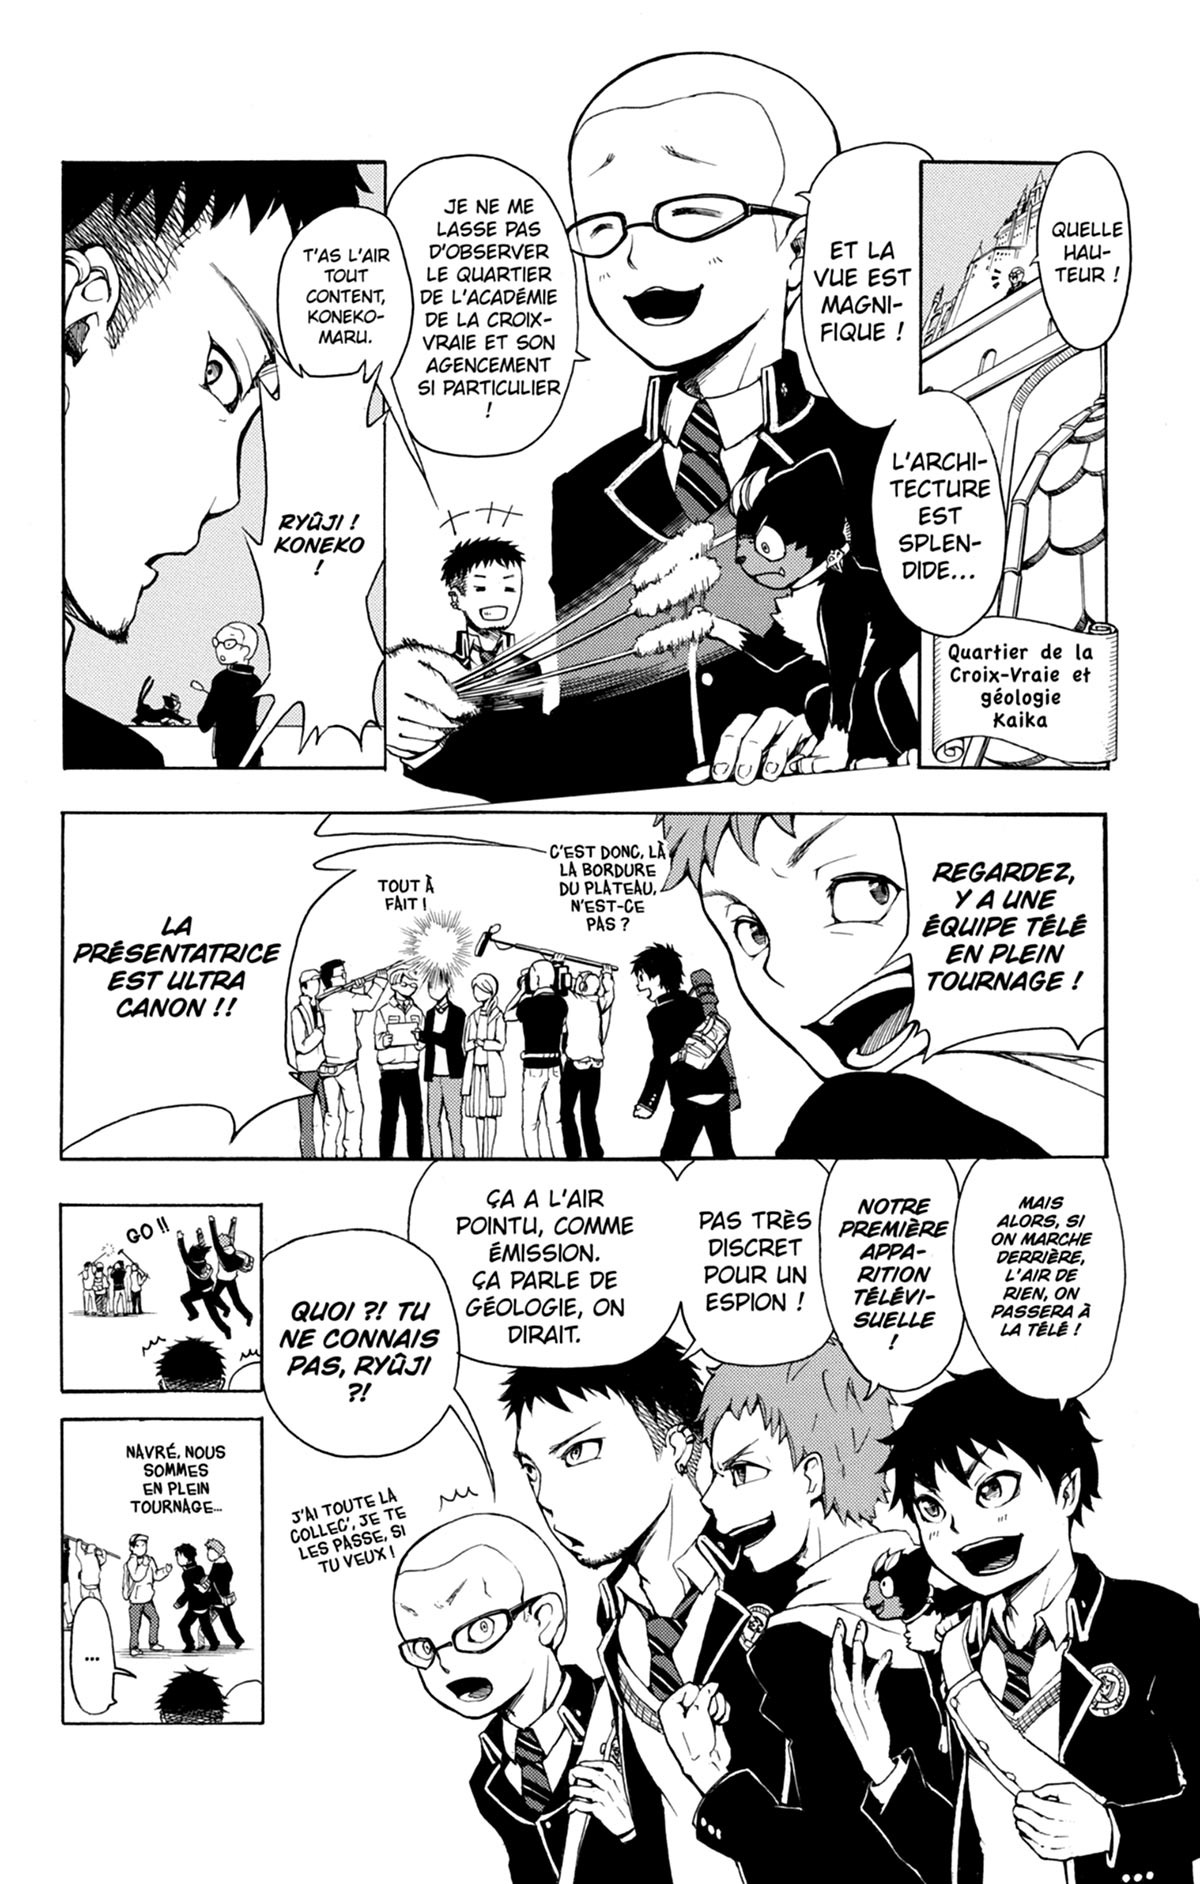 QUELLE
HAU-
TEUR !
ET LA
VUE EST
MAGNI-
FIQUE !
L'ARCHI-
TECTURE
EST
SPLEN-
DIDE...
Quartier de la
Croix-Vraie et
géologie
Kaika
JE NE ME
LASSE PAS
D'OBSERVER
LE QUARTIER
DE L'ACADÉMIE
DE LA CROIX-
VRAIE ET SON
AGENCEMENT
SI PARTICULIER
!
T'AS L'AIR
TOUT
CONTENT,
KONEKO-
MARU.
RYÛJI !
KONEKO
!
REGARDEZ,
Y A UNE
ÉQUIPE TÉLÉ
EN PLEIN
TOURNAGE !
C'EST DONC, LÀ
LA BORDURE
DU PLATEAU,
N'EST-CE
PAS ?
TOUT À
FAIT !
LA
PRÉSENTATRICE
EST ULTRA
CANON !!
MAIS
ALORS, SI
ON MARCHE
DERRIÈRE,
L'AIR DE
RIEN, ON
PASSERA À
LA TÉLÉ !
NOTRE
PREMIÈRE
APPA-
RITION
TÉLÉVI-
SUELLE
!
PAS TRÈS
DISCRET
POUR UN
ESPION !
ÇA A L'AIR
POINTU, COMME
ÉMISSION.
ÇA PARLE DE
GÉOLOGIE, ON
DIRAIT.
QUOI ?! TU
NE CONNAIS
PAS, RYÛJI
?!
J'AI TOUTE LA
COLLEC', JE TE
LES PASSE, SI
TU VEUX !
GO !!
NAVRÉ, NOUS
SOMMES
EN PLEIN
TOURNAGE...
...
...